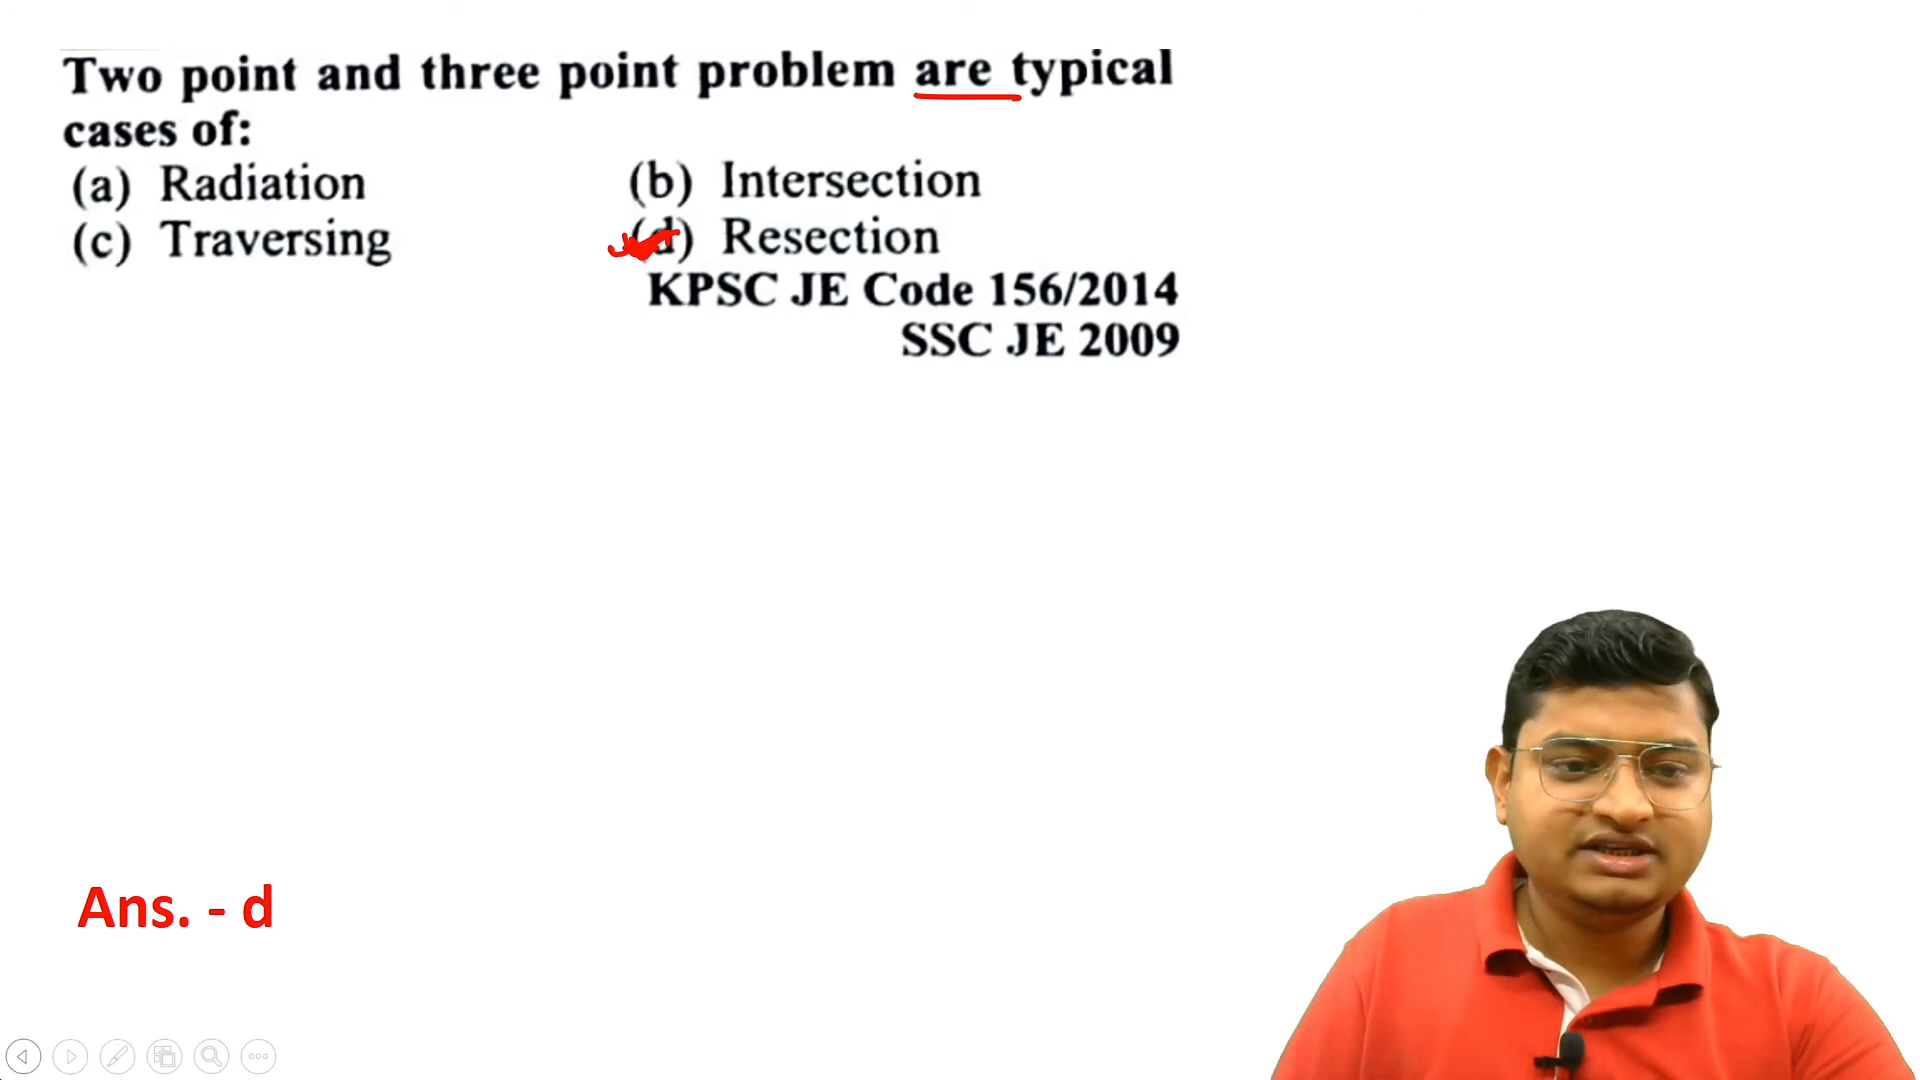 Two point and three point problem are typical
cases of:
(a) Radiation (b) Intersection
(c) Traversing (d) Resection
KPSC JE Code 156/2014
SSC JE 2009
Ans. - d